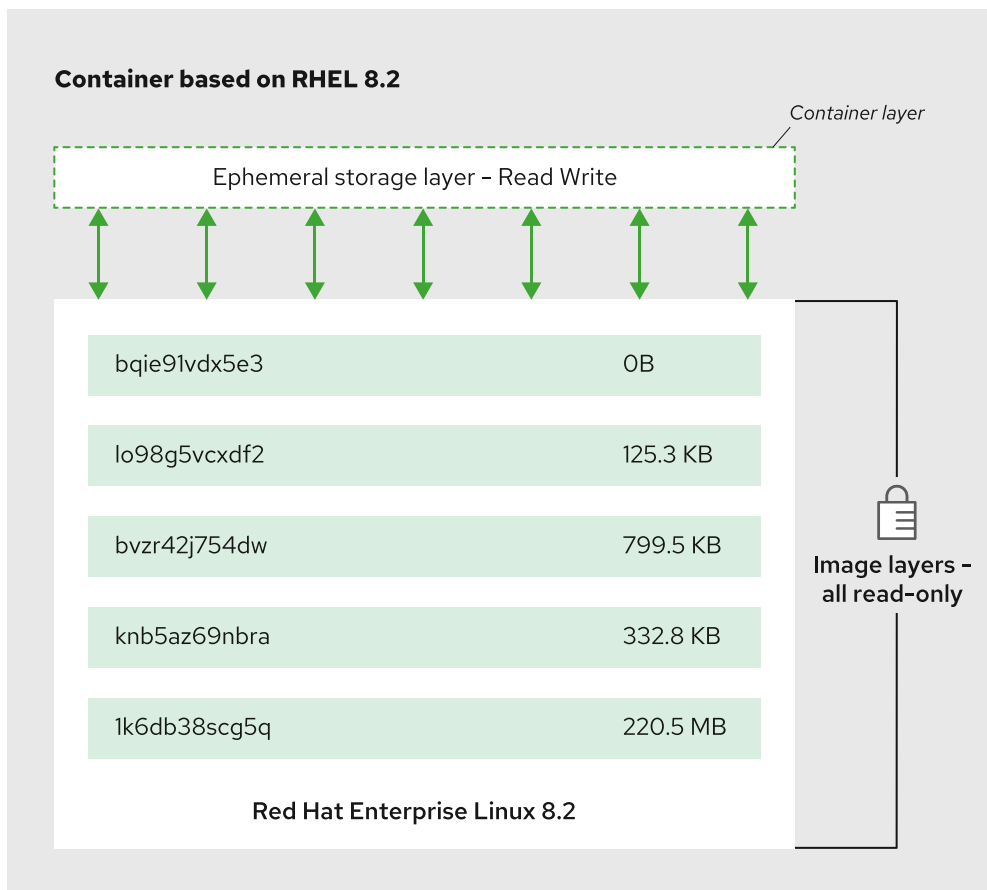 Container based on RHEL 8.2
Container layer
Ephemeral storage layer – Read Write
bqie91vdx5e3 0B
lo98g5vcxdf2 125.3 KB
bvzr42j754dw 799.5 KB
knb5az69nbra 332.8 KB
1k6db38scg5q 220.5 MB
Image layers –
all read-only
Red Hat Enterprise Linux 8.2